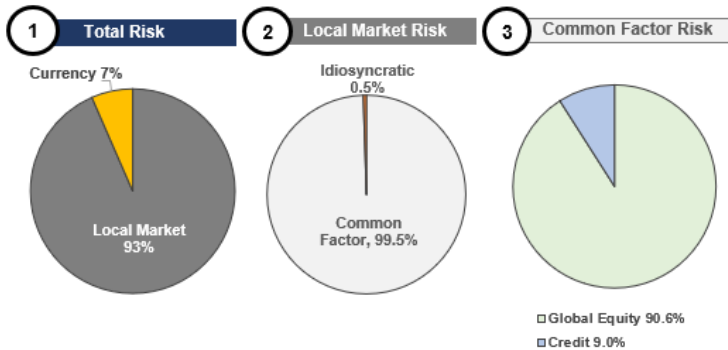 1 Total Risk
2 Local Market Risk
3 Common Factor Risk
Currency 7%
Local Market
93%
Idiosyncratic
0.5%
Common
Factor, 99.5%
Global Equity 90.6%
Credit 9.0%